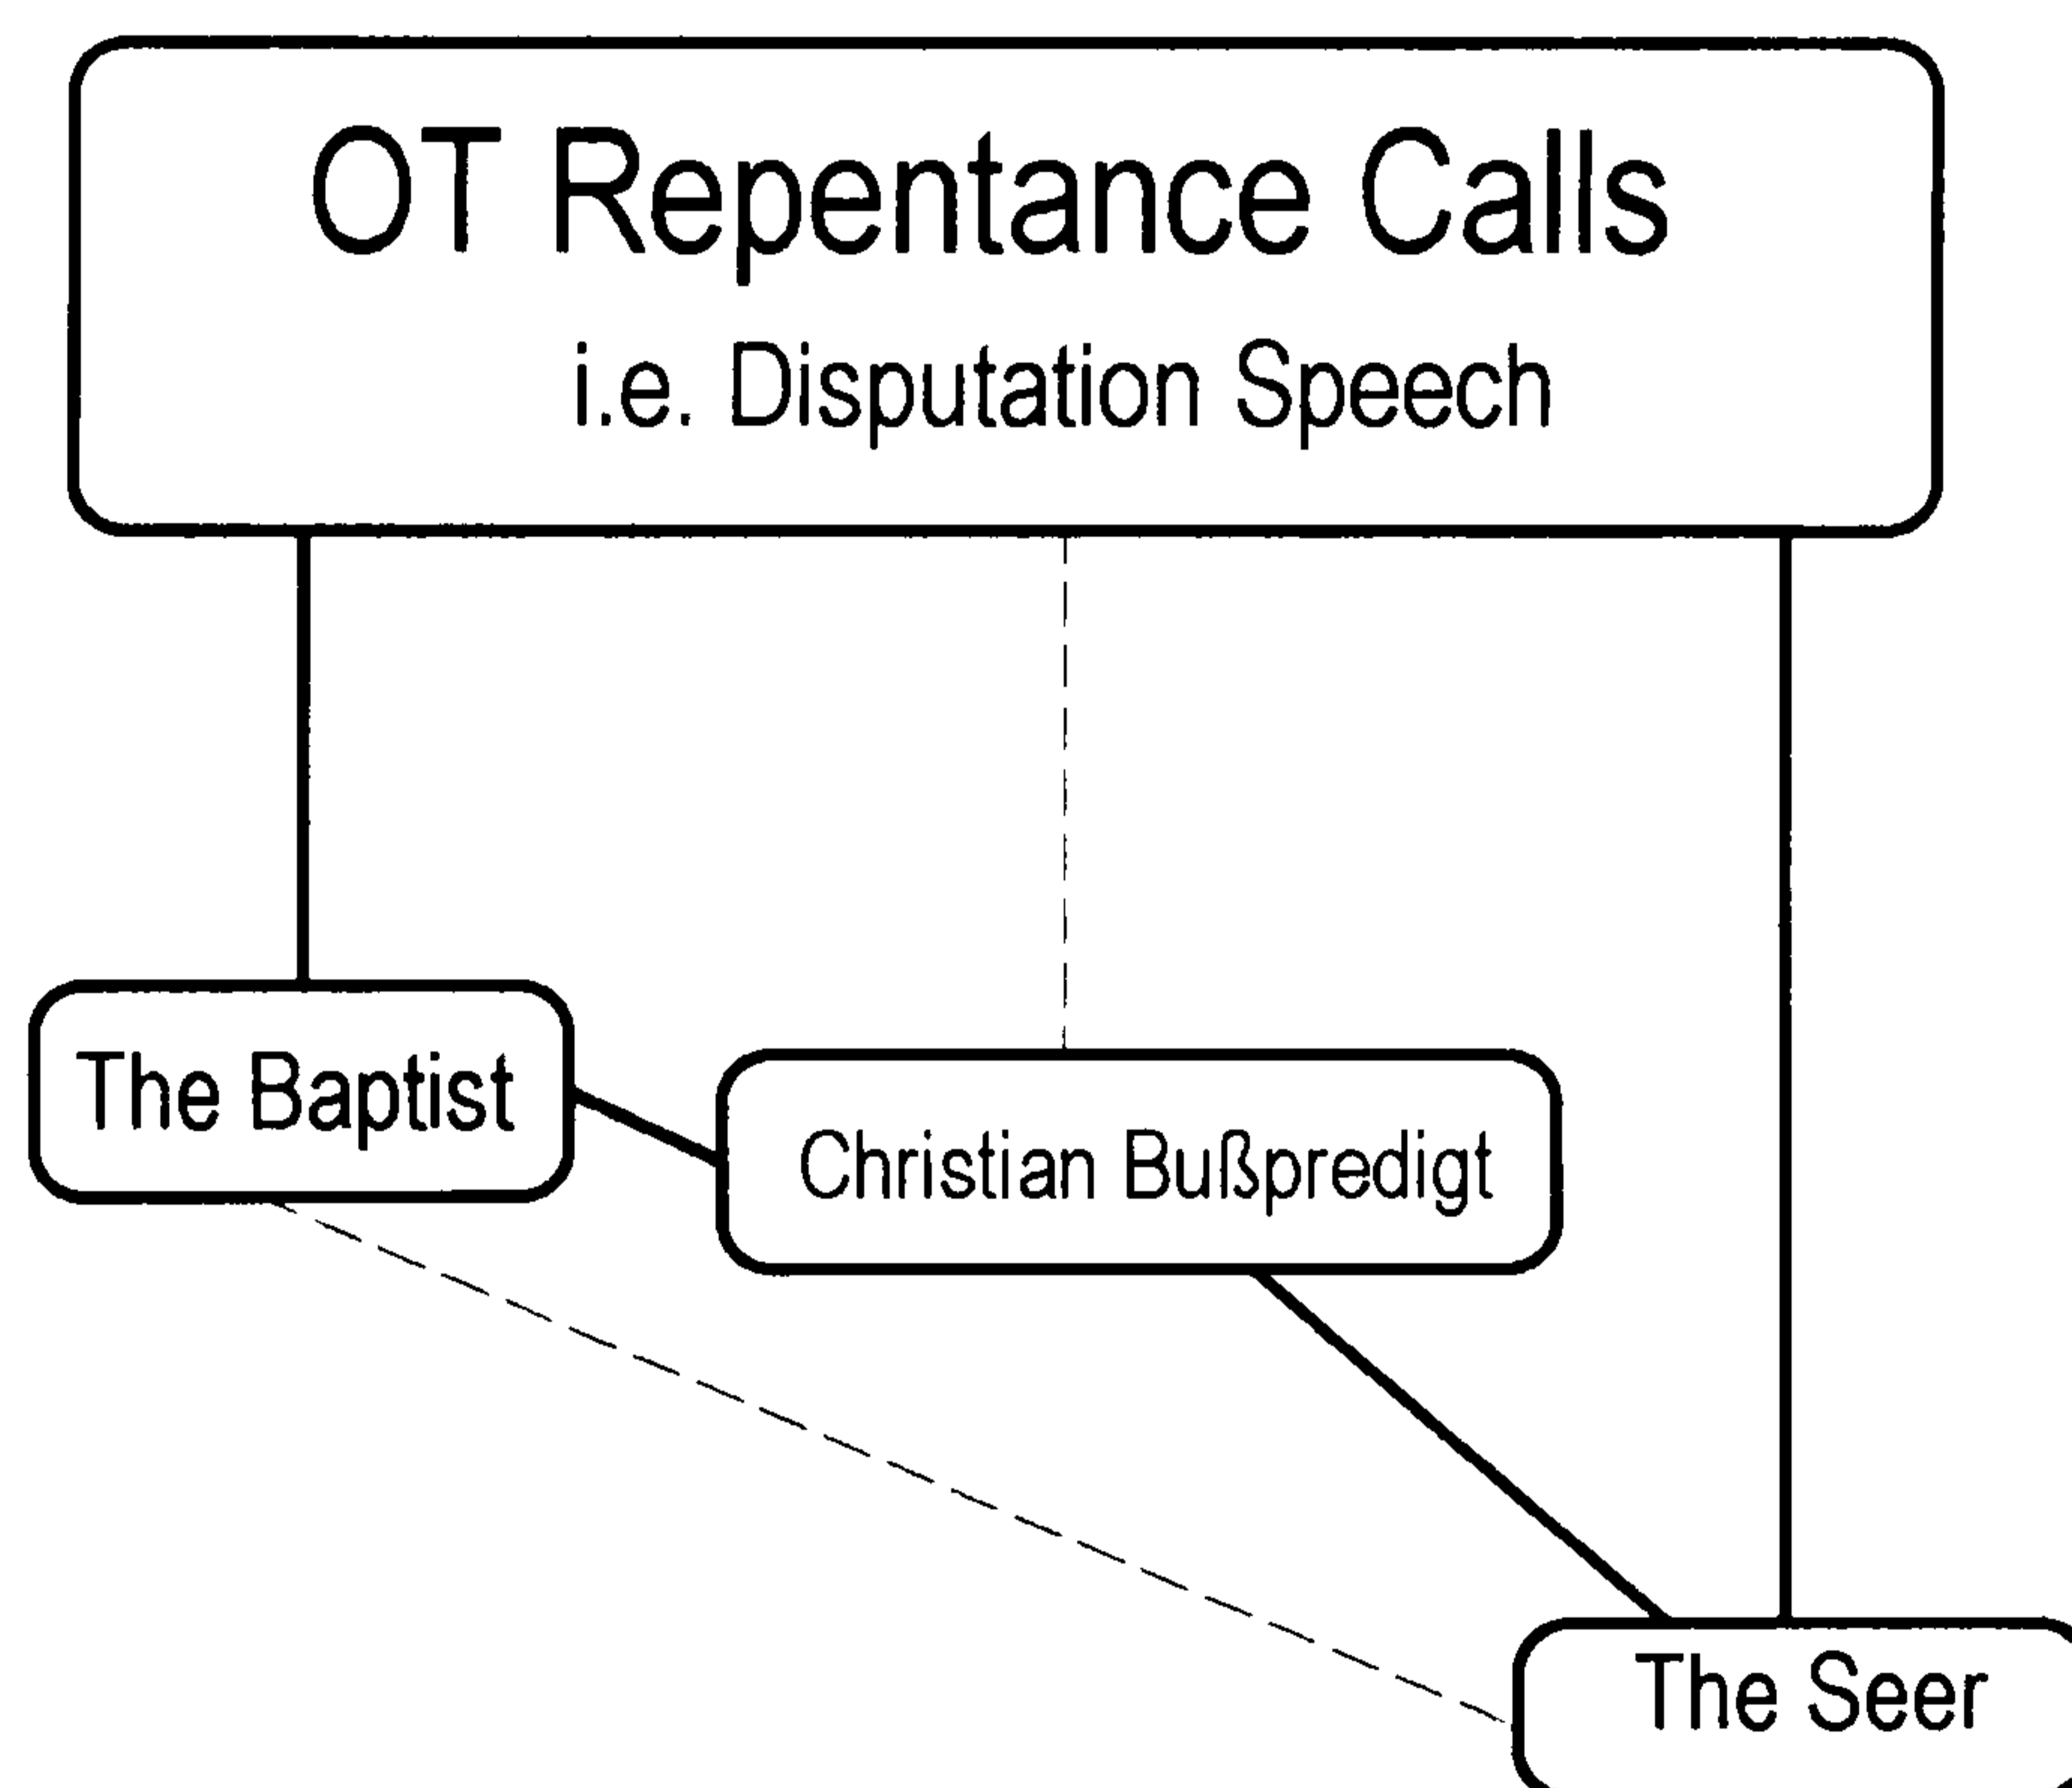 OT Repentance Calls
i.e. Disputation Speech
The Baptist
Christian Bußpredigt
The Seer